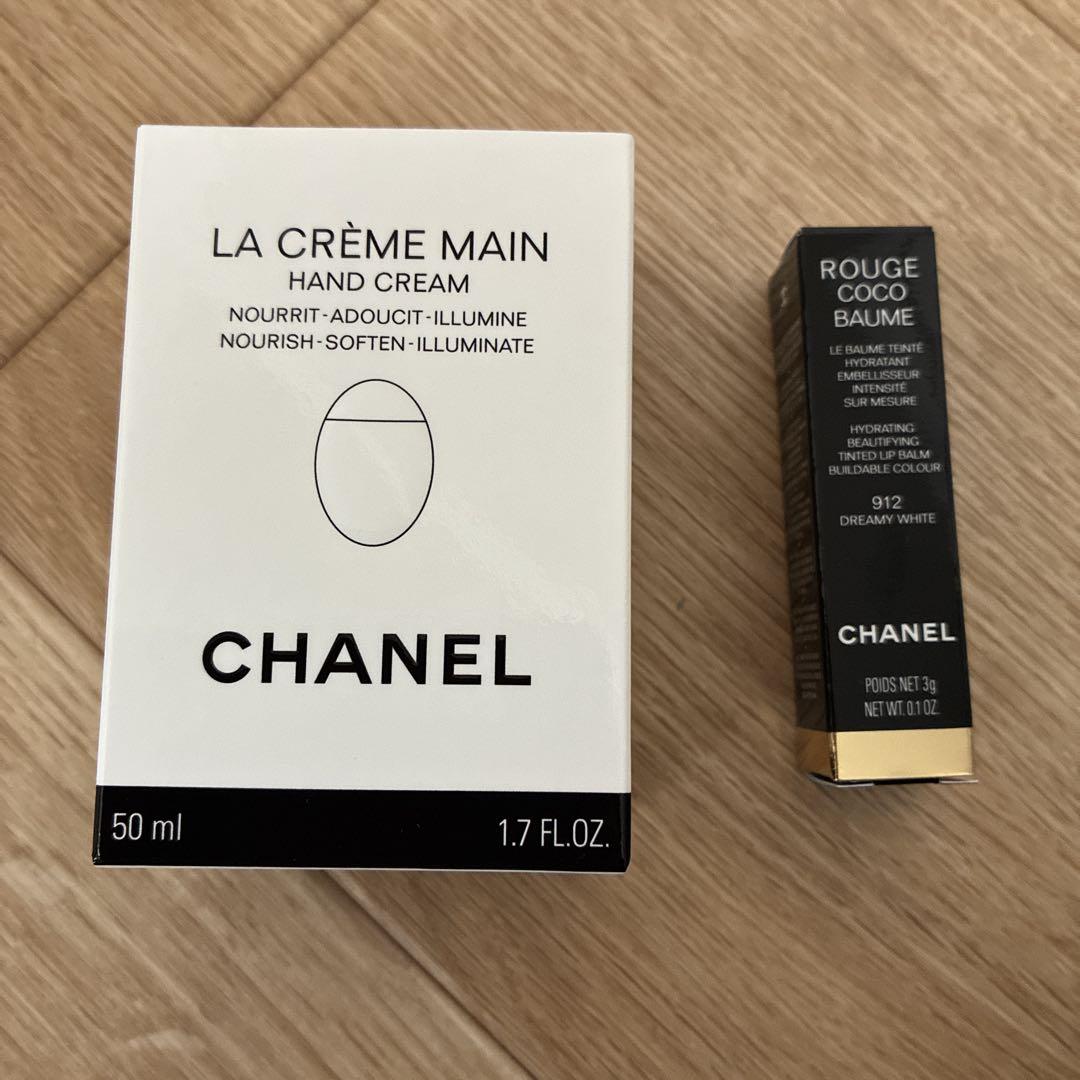 LA CRÈME MAIN
HAND CREAM
NOURRIT-ADOUCIT-ILLUMINE
NOURISH-SOFTEN-ILLUMINATE
CHANEL
50 ml
1.7 FL.OZ.
ROUGE
COCO
BAUME
LE BAUME TEINTÉ
HYDRATANT
EMBELLISSEUR
INTENSITÉ
SUR MESURE
HYDRATING
BEAUTIFYING
TINTED LIP BALM
BUILDABLE COLOUR
912
DREAMY WHITE
CHANEL
POIDS NET 3g
NET WT. 0.1 OZ.